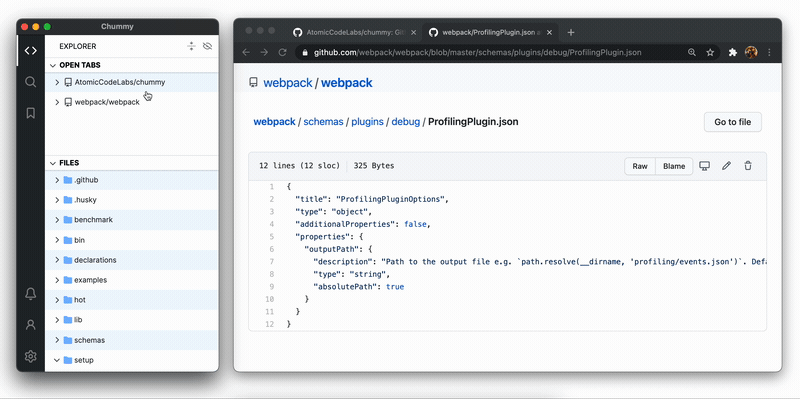 Chummy
EXPLORER
OPEN TABS
AtomicCodeLabs/chummy
webpack/webpack
FILES
.github
.husky
benchmark
bin
declarations
examples
hot
lib
schemas
setup
AtomicCodeLabs/chummy: Git
webpack/ProfilingPlugin.json a
github.com/webpack/webpack/blob/master/schemas/plugins/debug/ProfilingPlugin.json
webpack / webpack
webpack / schemas / plugins / debug / ProfilingPlugin.json
Go to file
12 lines (12 sloc) 325 Bytes
Raw Blame
1 {
2 "title": "ProfilingPluginOptions",
3 "type": "object",
4 "additionalProperties": false,
5 "properties": {
6 "outputPath": {
7 "description": "Path to the output file e.g. `path.resolve(__dirname, 'profiling/events.json')`. Defa
8 "type": "string",
9 "absolutePath": true
10 }
11 }
12 }